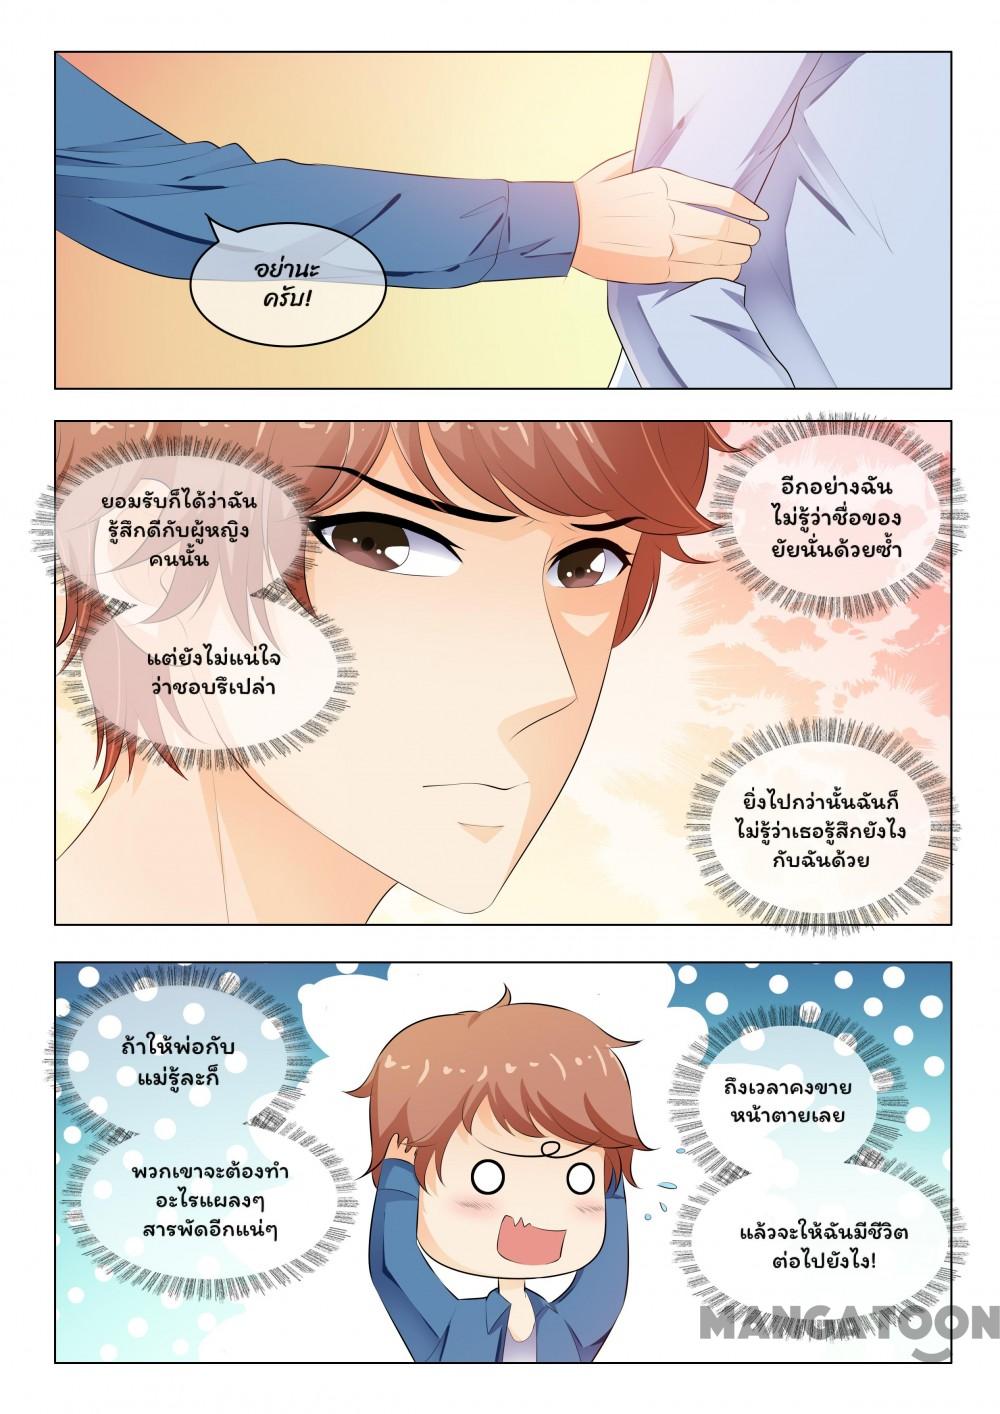 อย่านะ
ครับ!
ยอมรับก็ได้ว่าฉัน
รู้สึกดีกับผู้หญิง
คนนั้น
แต่ยังไม่แน่ใจ
ว่าชอบรึเปล่า
อีกอย่างฉัน
ไม่รู้ว่าชื่อของ
ยัยนั่นด้วยซ้ำ
ยิ่งไปกว่านั้นฉันก็
ไม่รู้ว่าเธอรู้สึกยังไง
กับฉันด้วย
ถ้าให้พ่อกับ
แม่รู้ละก็
พวกเขาจะต้องทำ
อะไรแผลงๆ
สารพัดอีกแน่ๆ
ถึงเวลาคงขาย
หน้าตายเลย
แล้วจะให้ฉันมีชีวิต
ต่อไปยังไง!
MANGATOON